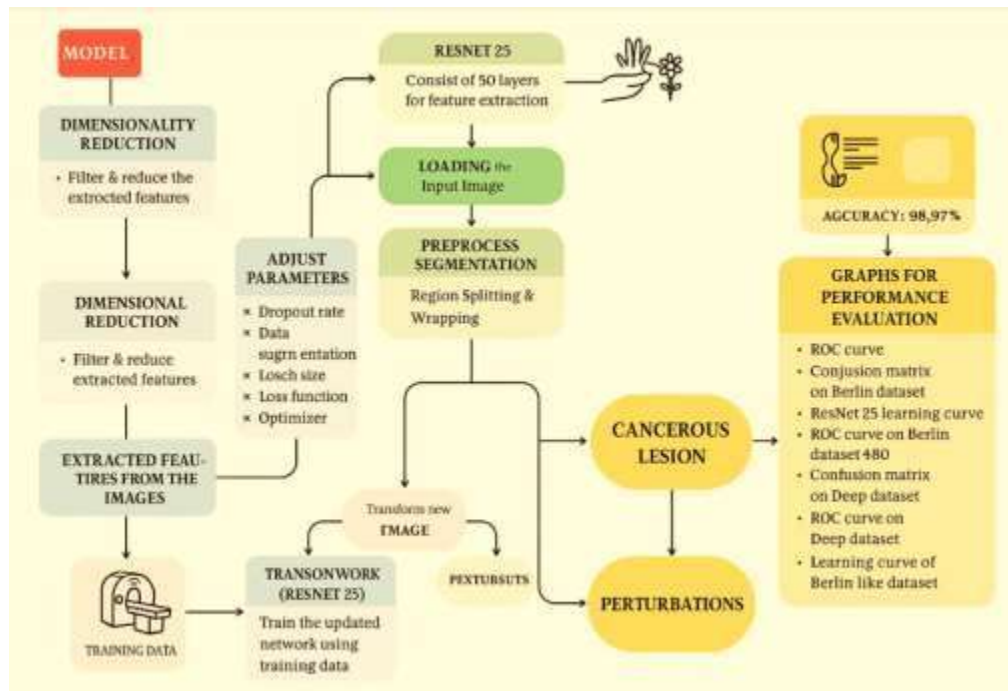 MODEL
DIMENSIONALITY
REDUCTION
• Filter & reduce the
extrocted features
DIMENSIONAL
REDUCTION
• Filter & reduce
extracted features
EXTRACTED FEAU-
TIRES FROM THE
IMAGES
TRAINING DATA
ADJUST
PARAMETERS
× Dropout rate
× Data
sugrn entation
× Losch size
× Loss function
× Optimizer
RESNET 25
Consist of 50 layers
for feature extraction
LOADING the
Input Image
PREPROCESS
SEGMENTATION
Region Splitting &
Wrapping
Transform new
IMAGE
TRANSONWORK
(RESNET 25)
Train the updated
network using
training data
PEXTUBSUTS
CANCEROUS
LESION
PERTURBATIONS
AGCURACY: 98,97%
GRAPHS FOR
PERFORMANCE
EVALUATION
• ROC curve
• Conjusion matrix
on Berlin dataset
• ResNet 25 learning curve
• ROC curve on Berlin
dataset 480
• Confusion matrix
on Deep dataset
• ROC curve on
Deep dataset
• Learning curve of
Berlin like dataset